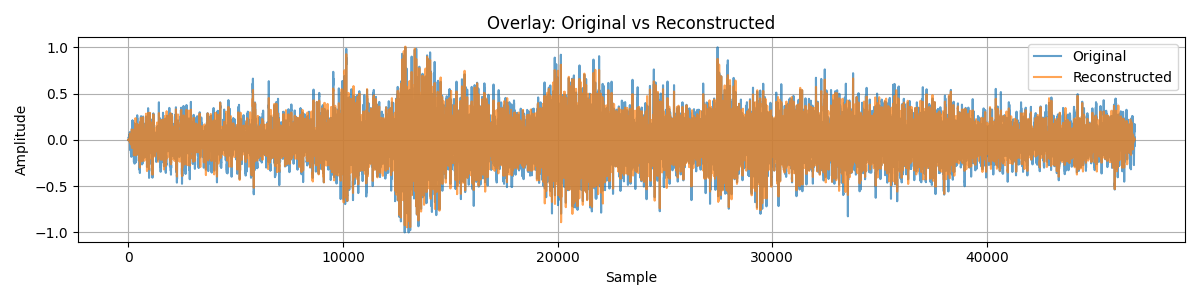 Overlay: Original vs Reconstructed
Original
Reconstructed
Amplitude
1.0
0.5
0.0
−0.5
−1.0
0
10000
20000
30000
40000
Sample